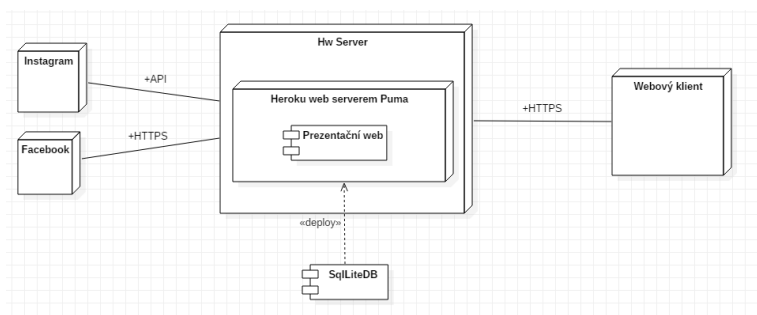 Hw Server
Instagram
+API
Heroku web serverem Puma
Webový klient
+HTTPS
+HTTPS
Prezentační web
Facebook
«deploy»
SqlLiteDB